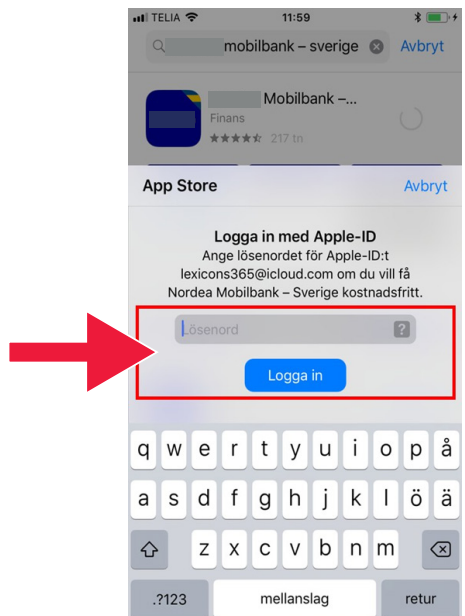 TELIA 11:59
mobilbank – sverige Avbryt
Mobilbank –...
Finans
217 tn
App Store Avbryt
Logga in med Apple-ID
Ange lösenordet för Apple-ID:t
lexicons365@icloud.com om du vill få
Nordea Mobilbank – Sverige kostnadsfritt.
Lösenord ?
Logga in
q w e r t y u i o p å
a s d f g h j k l ö ä
z x c v b n m
.?123 mellanslag retur